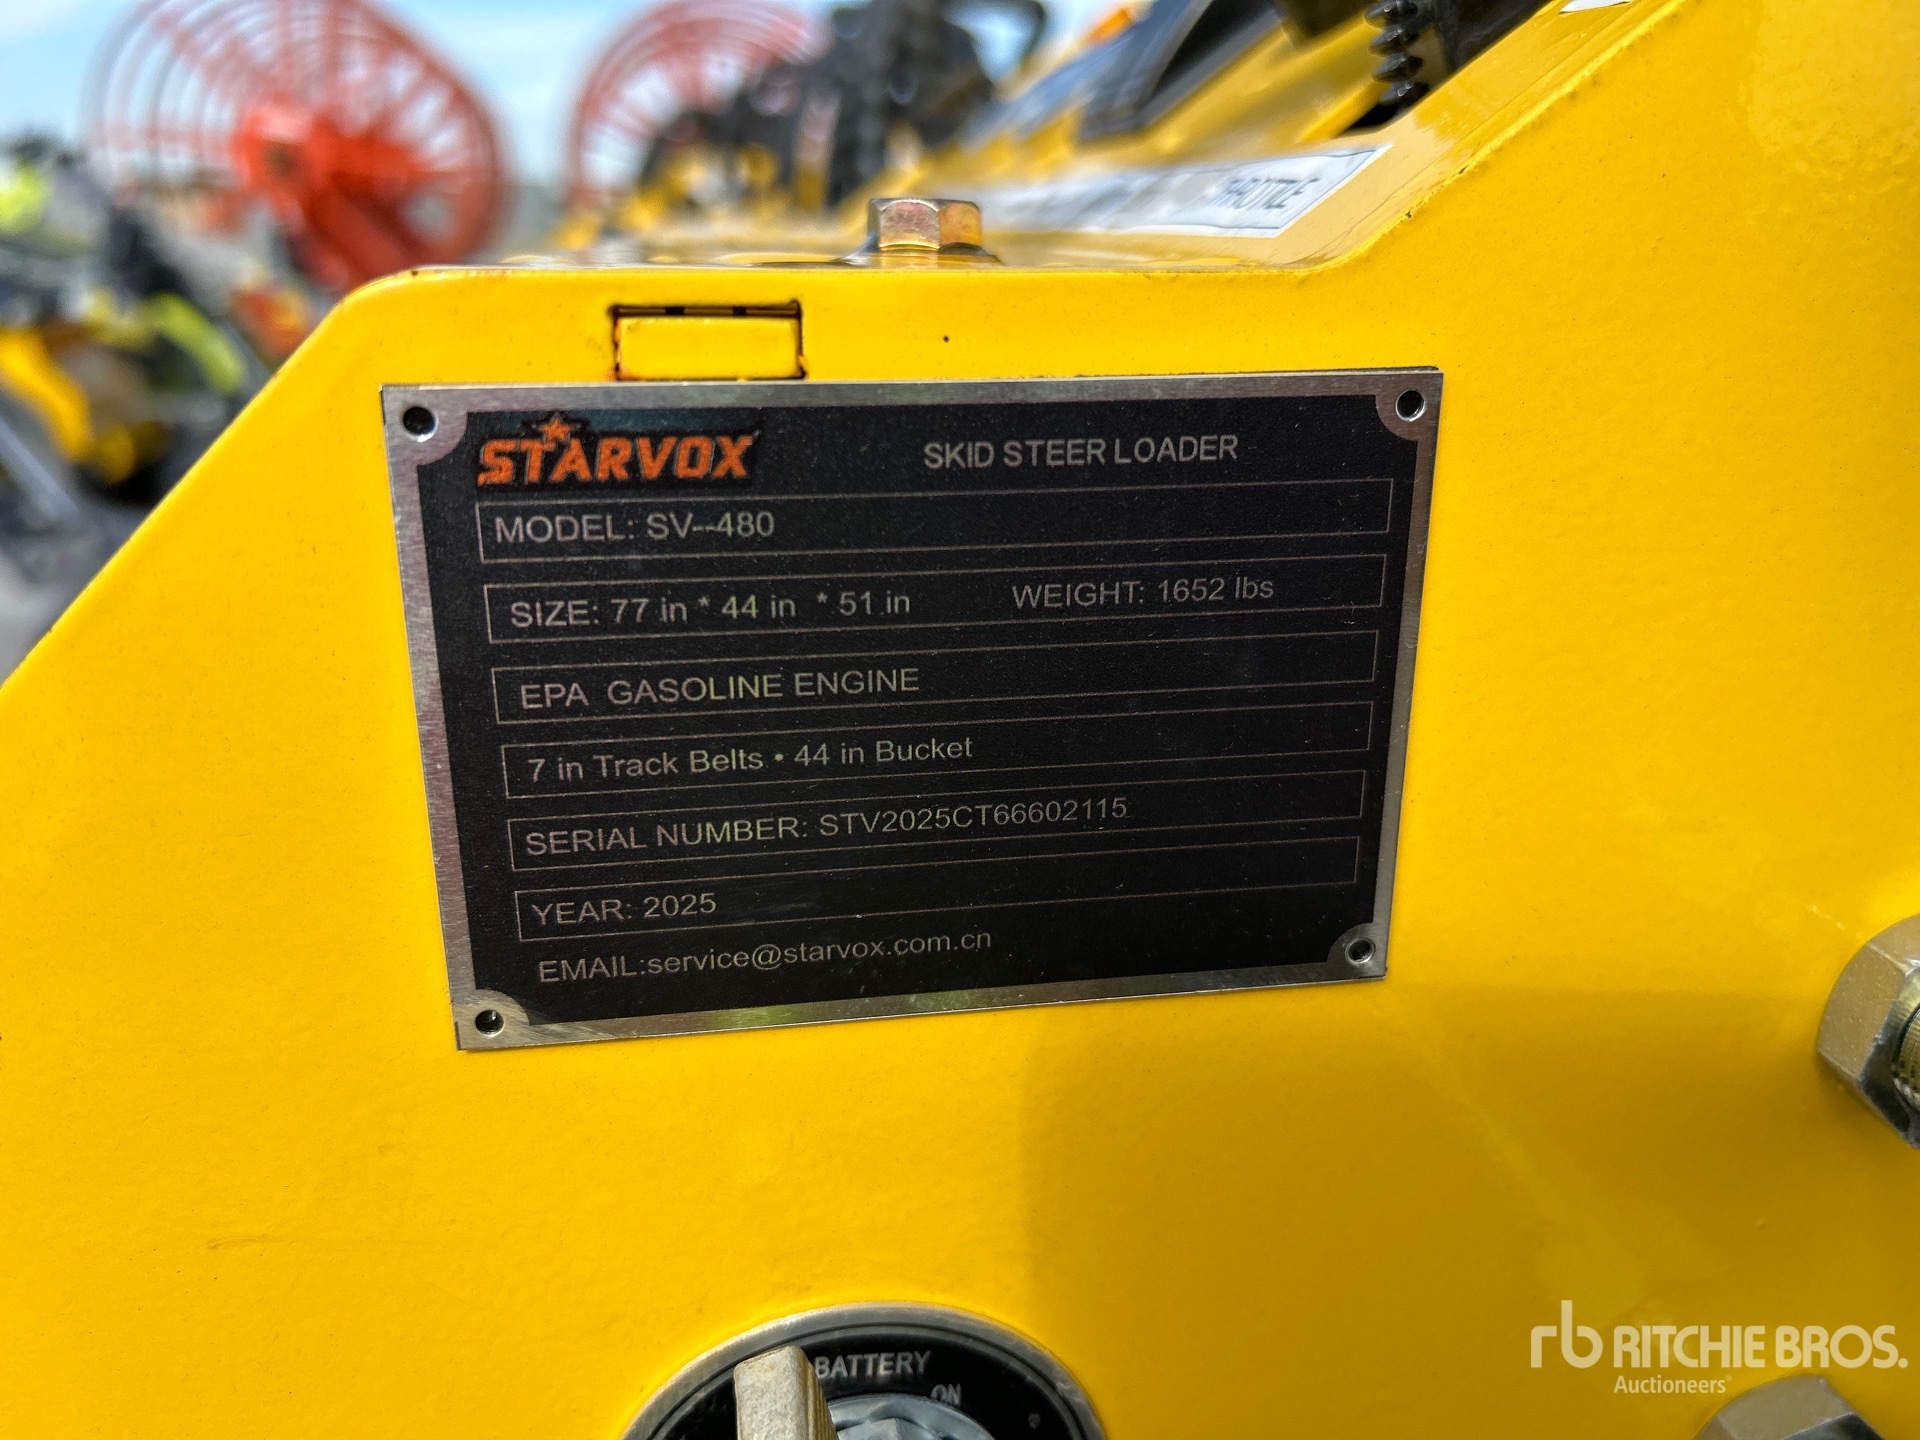 THROTTLE
STARVOX
SKID STEER LOADER
MODEL: SV--480
SIZE: 77 in * 44 in * 51 in WEIGHT: 1652 lbs
EPA GASOLINE ENGINE
7 in Track Belts • 44 in Bucket
SERIAL NUMBER: STV2025CT66602115
YEAR: 2025
EMAIL:service@starvox.com.cn
BATTERY
ON
rb RITCHIE BROS.
Auctioneers